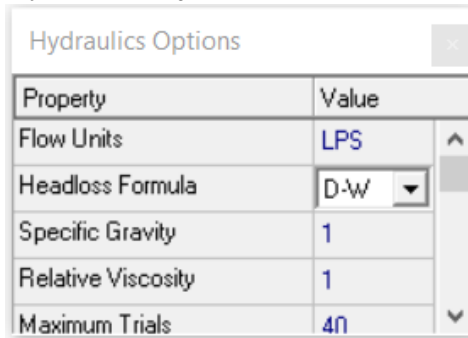 Hydraulics Options
Property Value
Flow Units LPS
Headloss Formula D-W
Specific Gravity 1
Relative Viscosity 1
Maximum Trials 40